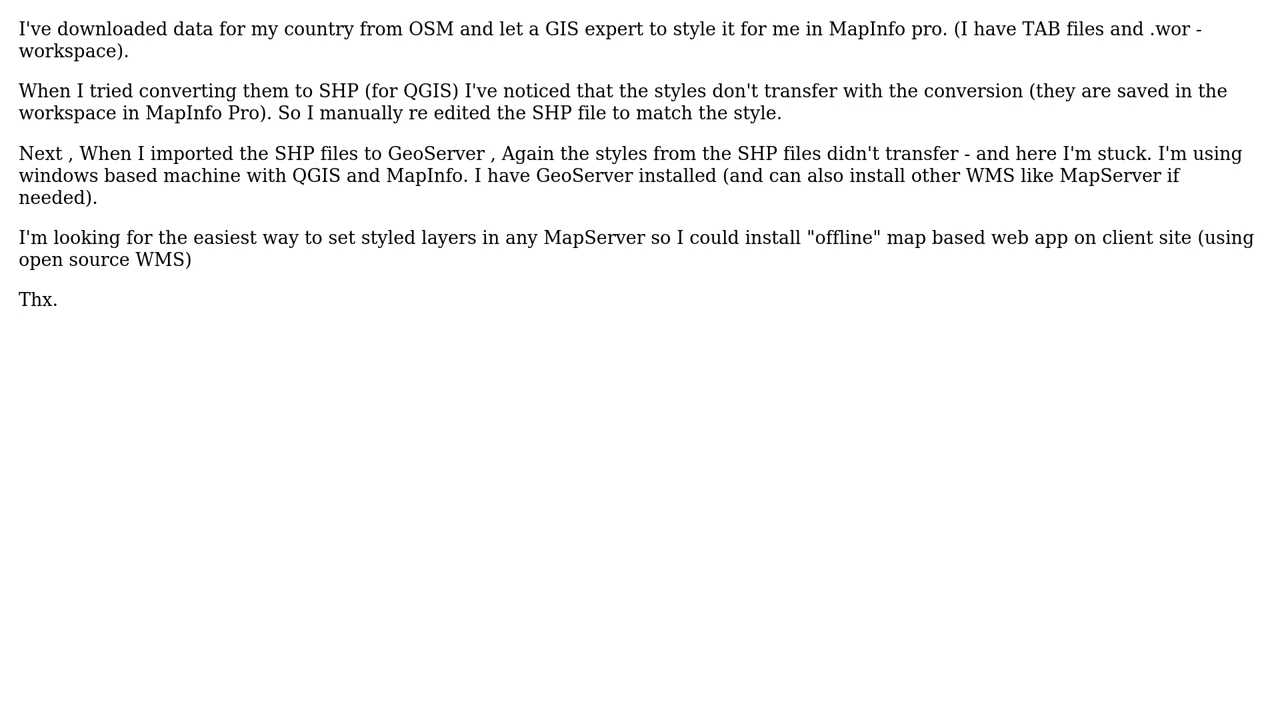 I've downloaded data for my country from OSM and let a GIS expert to style it for me in MapInfo pro. (I have TAB files and .wor -
workspace).
When I tried converting them to SHP (for QGIS) I've noticed that the styles don't transfer with the conversion (they are saved in the
workspace in MapInfo Pro). So I manually re edited the SHP file to match the style.
Next , When I imported the SHP files to GeoServer , Again the styles from the SHP files didn't transfer - and here I'm stuck. I'm using
windows based machine with QGIS and MapInfo. I have GeoServer installed (and can also install other WMS like MapServer if
needed).
I'm looking for the easiest way to set styled layers in any MapServer so I could install "offline" map based web app on client site (using
open source WMS)
Thx.